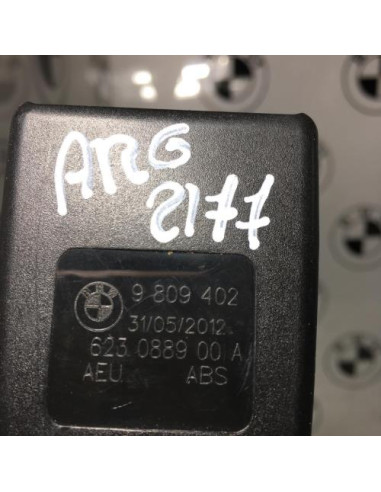 ARG
2177
9 809 402
31/05/2012
623 0889 00 A
AEU ABS